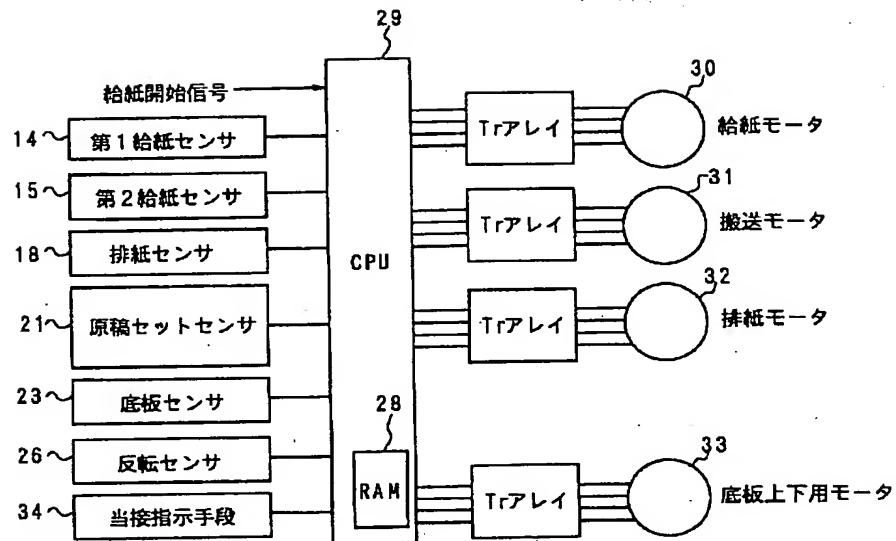 29
給紙開始信号
14 第1給紙センサ
15 第2給紙センサ
18 排紙センサ
21 原稿セットセンサ
23 底板センサ
26 反転センサ
34 当接指示手段
CPU
28
RAM
Trアレイ
30
給紙モータ
Trアレイ
31
搬送モータ
Trアレイ
32
排紙モータ
Trアレイ
33
底板上下用モータ